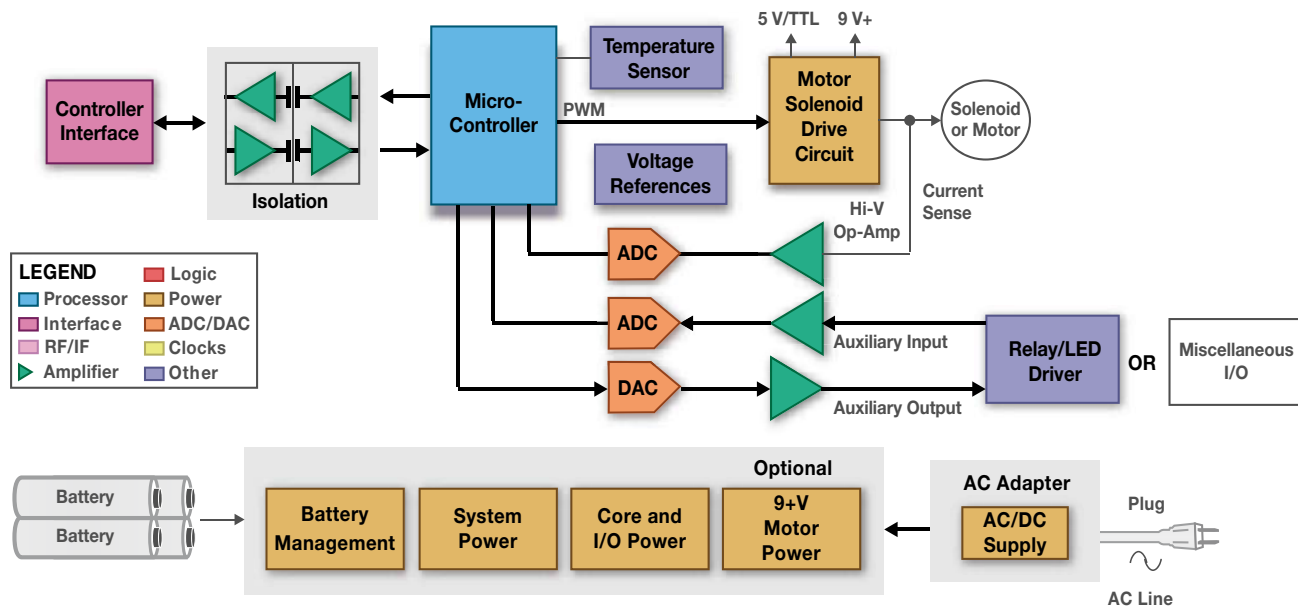 5 V/TTL
9 V+
Controller
Interface
Isolation
Micro-
Controller
Temperature
Sensor
PWM
Voltage
References
Motor
Solenoid
Drive
Circuit
Solenoid
or Motor
Current
Sense
Hi-V
Op-Amp
ADC
LEGEND
Processor
Interface
RF/IF
Amplifier
Logic
Power
ADC/DAC
Clocks
Other
ADC
Auxiliary Input
DAC
Auxiliary Output
Relay/LED
Driver
OR
Miscellaneous
I/O
Battery
Battery
Battery
Management
System
Power
Core and
I/O Power
Optional
9+V
Motor
Power
AC Adapter
AC/DC
Supply
Plug
AC Line